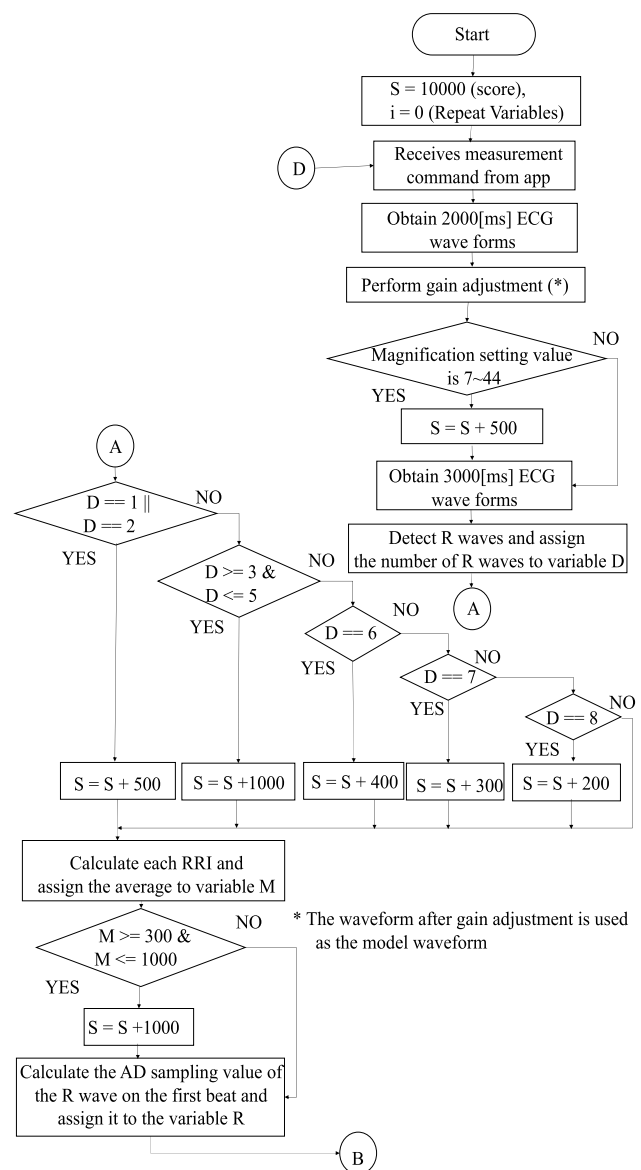 Start
S = 10000 (score),
i = 0 (Repeat Variables)
D
Receives measurement
command from app
Obtain 2000[ms] ECG
wave forms
Perform gain adjustment (*)
Magnification setting value
is 7~44
NO
YES
S = S + 500
Obtain 3000[ms] ECG
wave forms
Detect R waves and assign
the number of R waves to variable D
A
A
D == 1 ||
D == 2
NO
YES
D >= 3 &
D <= 5
NO
YES
D == 6
NO
YES
D == 7
NO
YES
D == 8
NO
YES
S = S + 500
S = S +1000
S = S + 400
S = S + 300
S = S + 200
Calculate each RRI and
assign the average to variable M
* The waveform after gain adjustment is used
as the model waveform
M >= 300 &
M <= 1000
NO
YES
S = S +1000
Calculate the AD sampling value of
the R wave on the first beat and
assign it to the variable R
B